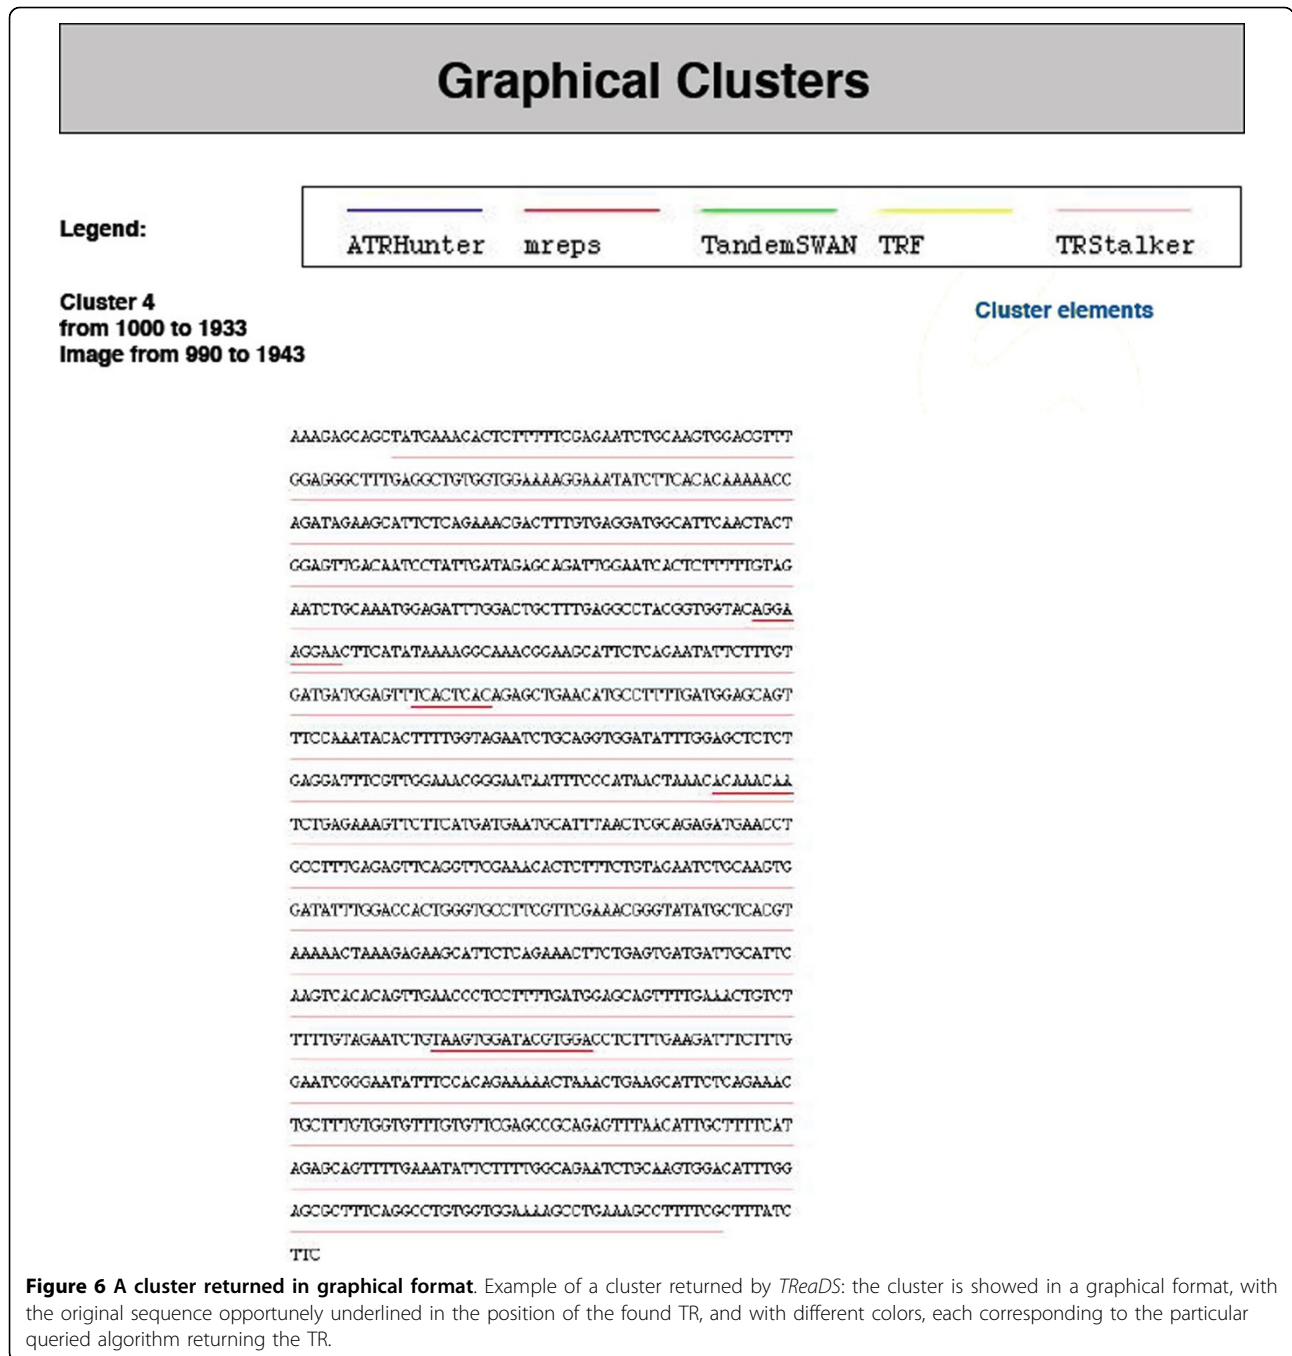 Graphical Clusters
Legend:
ATRHunter mreps TandemSWAN TRF TRStalker
Cluster 4
from 1000 to 1933
Image from 990 to 1943
Cluster elements
AAAGAGCAGCTATGAAACACTCTTTTTCGAGAATCTGCAAGTGGACGTTT
GGAGGGCTTTGAGGCTGTGGTGGAAAAGGAAATATCTTCACACAAAAACC
AGATAGAAGCATTCTCAGAAACGACTTTGTGAGGATGGCATTCAACTACT
GGAGTTGACAATCCTATTGATAGAGCAGATTGGAATCACTCTTTTTGTAG
AATCTGCAAATGGAGATTTGGACTGCTTTGAGGCCTACGGTGGTACAGGA
AGGAACTTCATATAAAAGGCAAACGGAAGCATTCTCAGAATATTCTTTGT
GATGATGGAGTTTCACTCACAGAGCTGAACATGCCTTTTGATGGAGCAGT
TTCCAAATACACTTTTGGTAGAATCTGCAGGTGGATATTTGGAGCTCTCT
GAGGATTTCGTTGGAAACGGGAATAATTTCCCATAACTAAACACAAACAA
TCTGAGAAAGTTCTTCATGATGAATGCATTTAACTCGCAGAGATGAACCT
GCCTTTGAGAGTTCAGGTTCGAAACACTCTTTCTGTAGAATCTGCAAGTG
GATATTTGGACCACTGGGTGCCTTCGTTCGAAACGGGTATATGCTCACGT
AAAAACTAAAGAGAAGCATTCTCAGAAACTTCTGAGTGATGATTGCATTC
AAGTCACACAGTTGAACCCTCCTTTTGATGGAGCAGTTTTGAAACTGTCT
TTTTGTAGAATCTGTAAGTGGATACGTGGACCTCTTTGAAGATTTCTTTG
GAATCGGGAATATTTCCACAGAAAAACTAAACTGAAGCATTCTCAGAAAC
TGCTTTGTGGTGTTTGTGTTCGAGCCGCAGAGTTTAACATTGCTTTTCAT
AGAGCAGTTTTGAAATATTCTTTTGGCAGAATCTGCAAGTGGACATTTGG
AGCGCTTTCAGGCCTGTGGTGGAAAAGCCTGAAAGCCTTTTCGCTTTATC
TTC
Figure 6 A cluster returned in graphical format. Example of a cluster returned by TReaDS: the cluster is showed in a graphical format, with
the original sequence opportunely underlined in the position of the found TR, and with different colors, each corresponding to the particular
queried algorithm returning the TR.